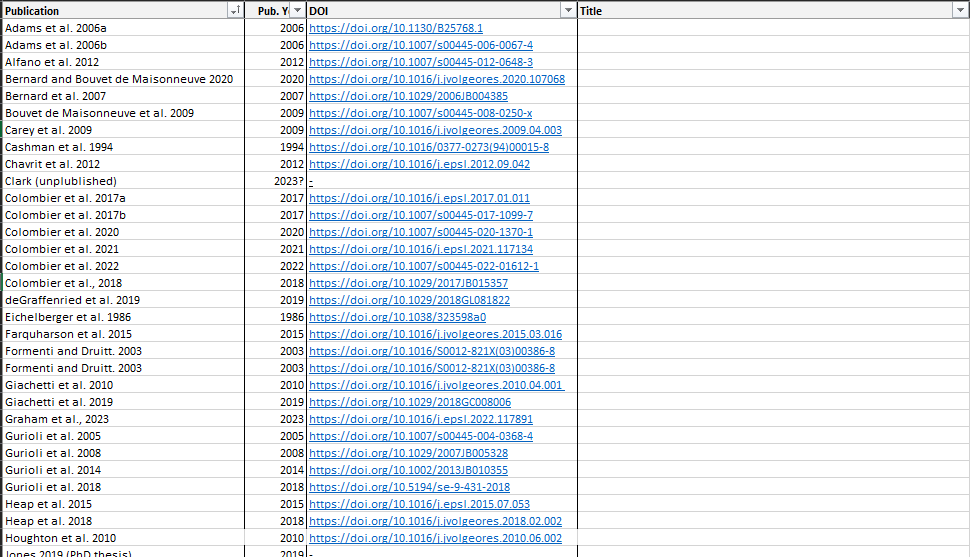 Publication Pub. Y DOI Title
Adams et al. 2006a 2006 https://doi.org/10.1130/B25768.1
Adams et al. 2006b 2006 https://doi.org/10.1007/s00445-006-0067-4
Alfano et al. 2012 2012 https://doi.org/10.1007/s00445-012-0648-3
Bernard and Bouvet de Maisonneuve 2020 2020 https://doi.org/10.1016/j.jvolgeores.2020.107068
Bernard et al. 2007 2007 https://doi.org/10.1029/2006JB004385
Bouvet de Maisonneuve et al. 2009 2009 https://doi.org/10.1007/s00445-008-0250-x
Carey et al. 2009 2009 https://doi.org/10.1016/j.jvolgeores.2009.04.003
Cashman et al. 1994 1994 https://doi.org/10.1016/0377-0273(94)00015-8
Chavrit et al. 2012 2012 https://doi.org/10.1016/j.epsl.2012.09.042
Clark (unpublished) 2023? -
Colombier et al. 2017a 2017 https://doi.org/10.1016/j.epsl.2017.01.011
Colombier et al. 2017b 2017 https://doi.org/10.1007/s00445-017-1099-7
Colombier et al. 2020 2020 https://doi.org/10.1007/s00445-020-1370-1
Colombier et al. 2021 2021 https://doi.org/10.1016/j.epsl.2021.117134
Colombier et al. 2022 2022 https://doi.org/10.1007/s00445-022-01612-1
Colombier et al., 2018 2018 https://doi.org/10.1029/2017JB015357
deGraffenried et al. 2019 2019 https://doi.org/10.1029/2018GL081822
Eichelberger et al. 1986 1986 https://doi.org/10.1038/323598a0
Farquharson et al. 2015 2015 https://doi.org/10.1016/j.jvolgeores.2015.03.016
Formenti and Druitt. 2003 2003 https://doi.org/10.1016/S0012-821X(03)00386-8
Formenti and Druitt. 2003 2003 https://doi.org/10.1016/S0012-821X(03)00386-8
Giachetti et al. 2010 2010 https://doi.org/10.1016/j.jvolgeores.2010.04.001
Giachetti et al. 2019 2019 https://doi.org/10.1029/2018GC008006
Graham et al., 2023 2023 https://doi.org/10.1016/j.epsl.2022.117891
Gurioli et al. 2005 2005 https://doi.org/10.1007/s00445-004-0368-4
Gurioli et al. 2008 2008 https://doi.org/10.1029/2007JB005328
Gurioli et al. 2014 2014 https://doi.org/10.1002/2013JB010355
Gurioli et al. 2018 2018 https://doi.org/10.5194/se-9-431-2018
Heap et al. 2015 2015 https://doi.org/10.1016/j.epsl.2015.07.053
Heap et al. 2018 2018 https://doi.org/10.1016/j.jvolgeores.2018.02.002
Houghton et al. 2010 2010 https://doi.org/10.1016/j.jvolgeores.2010.06.002
Jones 2019 (PhD thesis) 2019 -